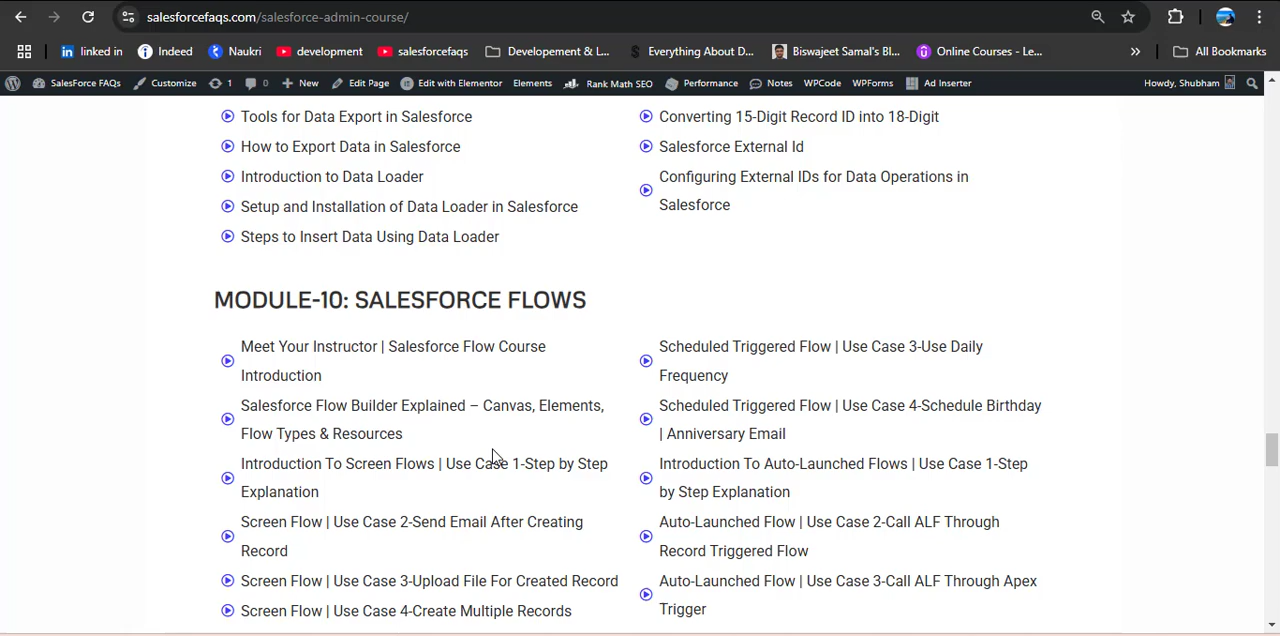 salesforcefaqs.com/salesforce-admin-course/
linked in
Indeed
Naukri
development
salesforcefaqs
Developement & L...
Everything About D...
Biswajeet Samal's Bl...
Online Courses - Le...
All Bookmarks
SalesForce FAQs
Customize
1
0
New
Edit Page
Edit with Elementor
Elements
Rank Math SEO
Performance
Notes
WPCode
WPForms
Ad Inserter
Howdy, Shubham
Tools for Data Export in Salesforce
How to Export Data in Salesforce
Introduction to Data Loader
Setup and Installation of Data Loader in Salesforce
Steps to Insert Data Using Data Loader
Converting 15-Digit Record ID into 18-Digit
Salesforce External Id
Configuring External IDs for Data Operations in
Salesforce
MODULE-10: SALESFORCE FLOWS
Meet Your Instructor | Salesforce Flow Course
Introduction
Salesforce Flow Builder Explained – Canvas, Elements,
Flow Types & Resources
Introduction To Screen Flows | Use Case 1-Step by Step
Explanation
Screen Flow | Use Case 2-Send Email After Creating
Record
Screen Flow | Use Case 3-Upload File For Created Record
Screen Flow | Use Case 4-Create Multiple Records
Scheduled Triggered Flow | Use Case 3-Use Daily
Frequency
Scheduled Triggered Flow | Use Case 4-Schedule Birthday
| Anniversary Email
Introduction To Auto-Launched Flows | Use Case 1-Step
by Step Explanation
Auto-Launched Flow | Use Case 2-Call ALF Through
Record Triggered Flow
Auto-Launched Flow | Use Case 3-Call ALF Through Apex
Trigger